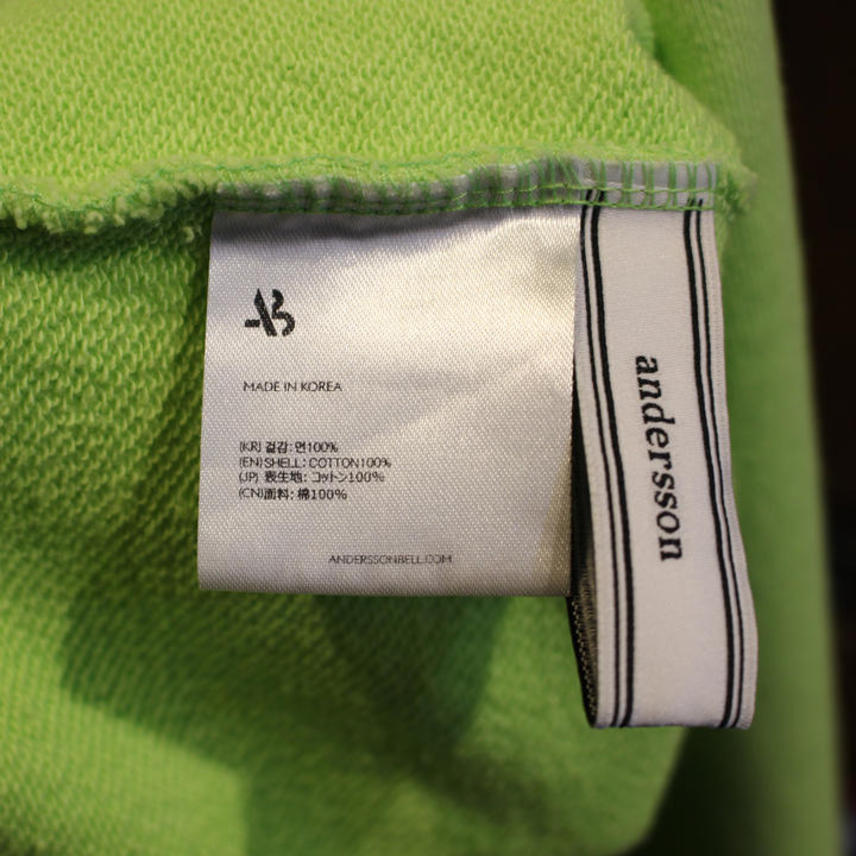 AB
MADE IN KOREA
(KR) 겉감: 면100%
(EN)SHELL: COTTON100%
(JP) 表生地: コットン100%
(CN)面料: 棉100%
ANDERSSONBELL.COM
andersson